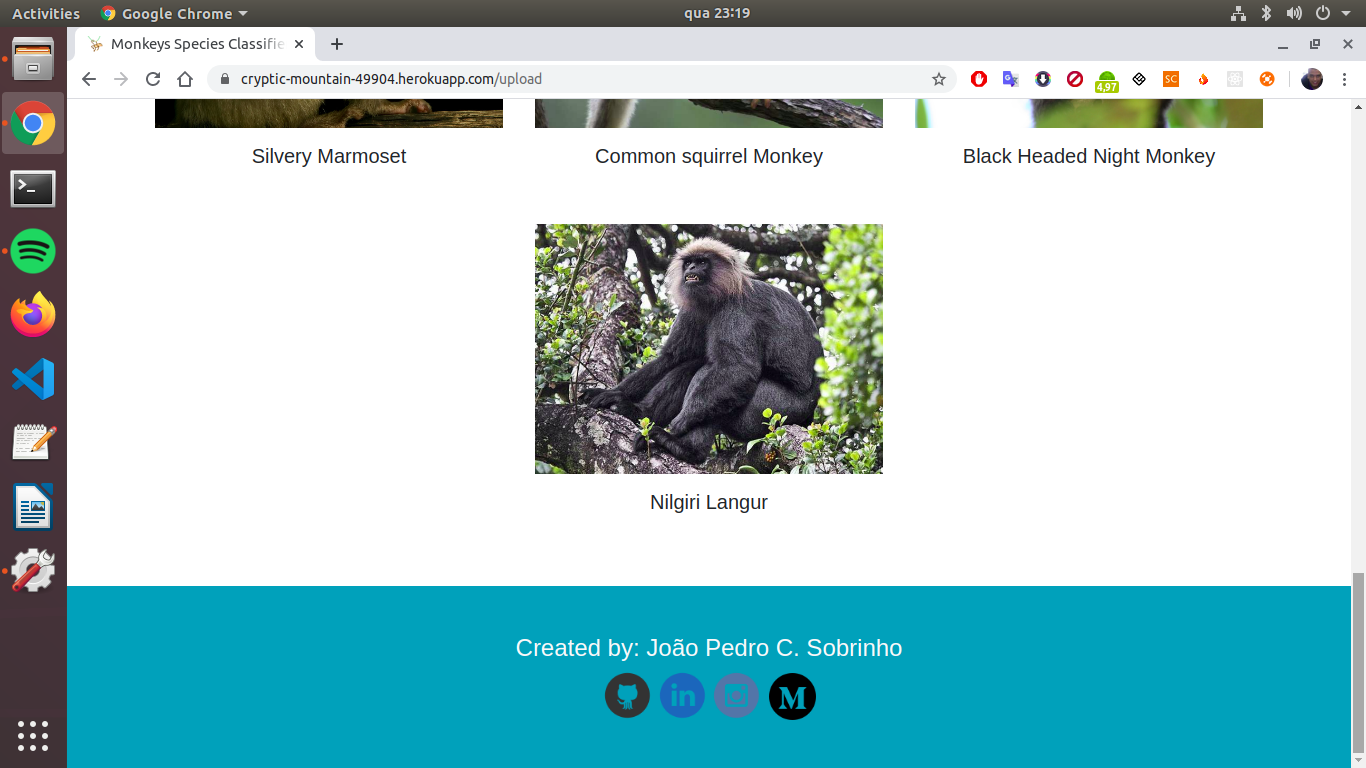 Activities
Google Chrome
qua 23:19
Monkeys Species Classifie
cryptic-mountain-49904.herokuapp.com/upload
4,97
SC
Silvery Marmoset
Common squirrel Monkey
Black Headed Night Monkey
Nilgiri Langur
Created by: João Pedro C. Sobrinho
in
M